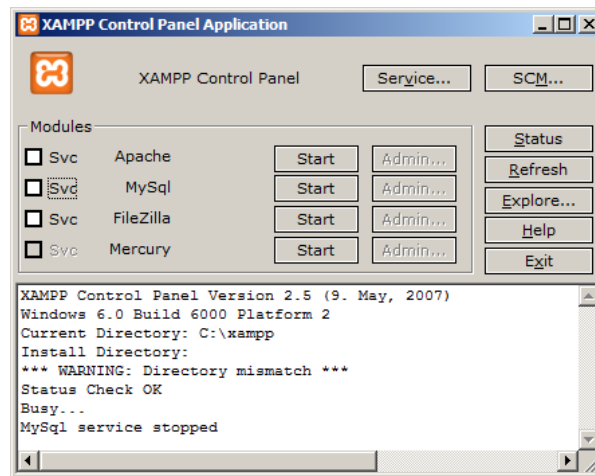 XAMPP Control Panel Application
XAMPP Control Panel
Service...
SCM...
Modules
Svc Apache Start Admin...
Svc MySql Start Admin...
Svc FileZilla Start Admin...
Svc Mercury Start Admin...
Status
Refresh
Explore...
Help
Exit
XAMPP Control Panel Version 2.5 (9. May, 2007)
Windows 6.0 Build 6000 Platform 2
Current Directory: C:\xampp
Install Directory:
*** WARNING: Directory mismatch ***
Status Check OK
Busy...
MySql service stopped